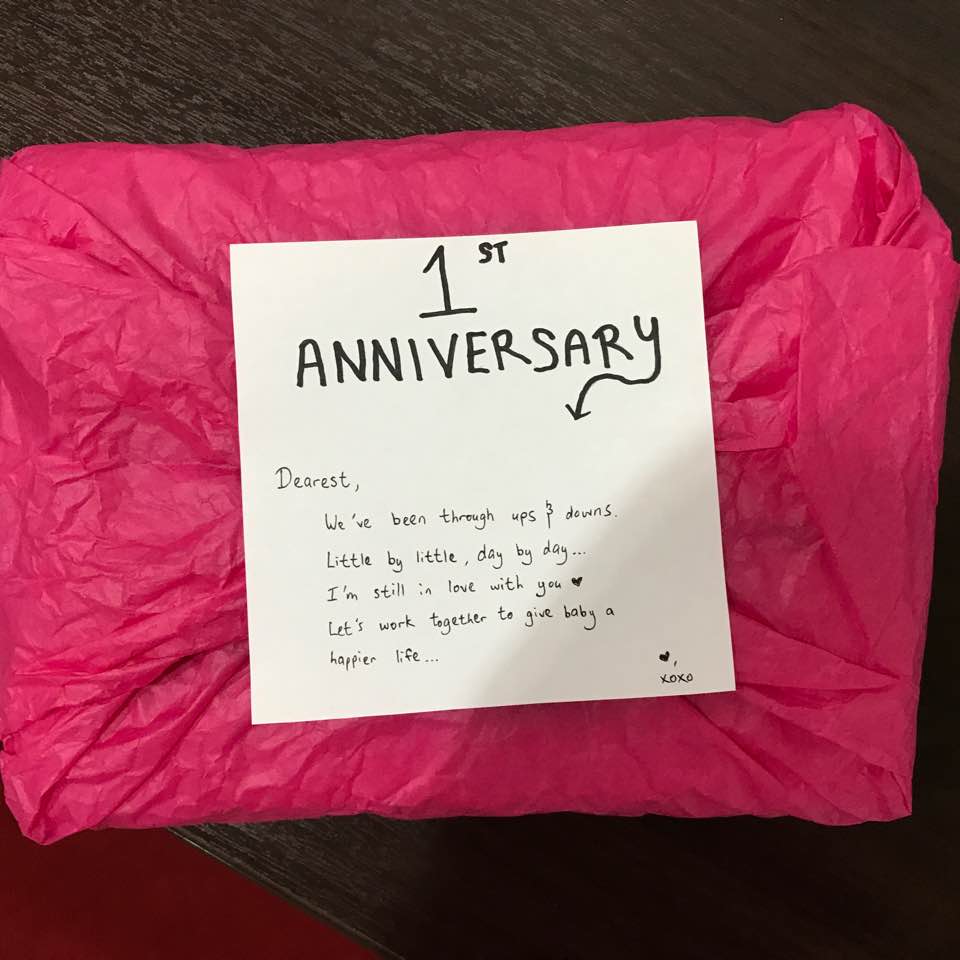 1ST
ANNIVERSARY
Dearest,
We've been through ups & downs.
Little by little, day by day...
I'm still in love with you ♥
Let's work together to give baby a
happier life...
♥,
xoxo